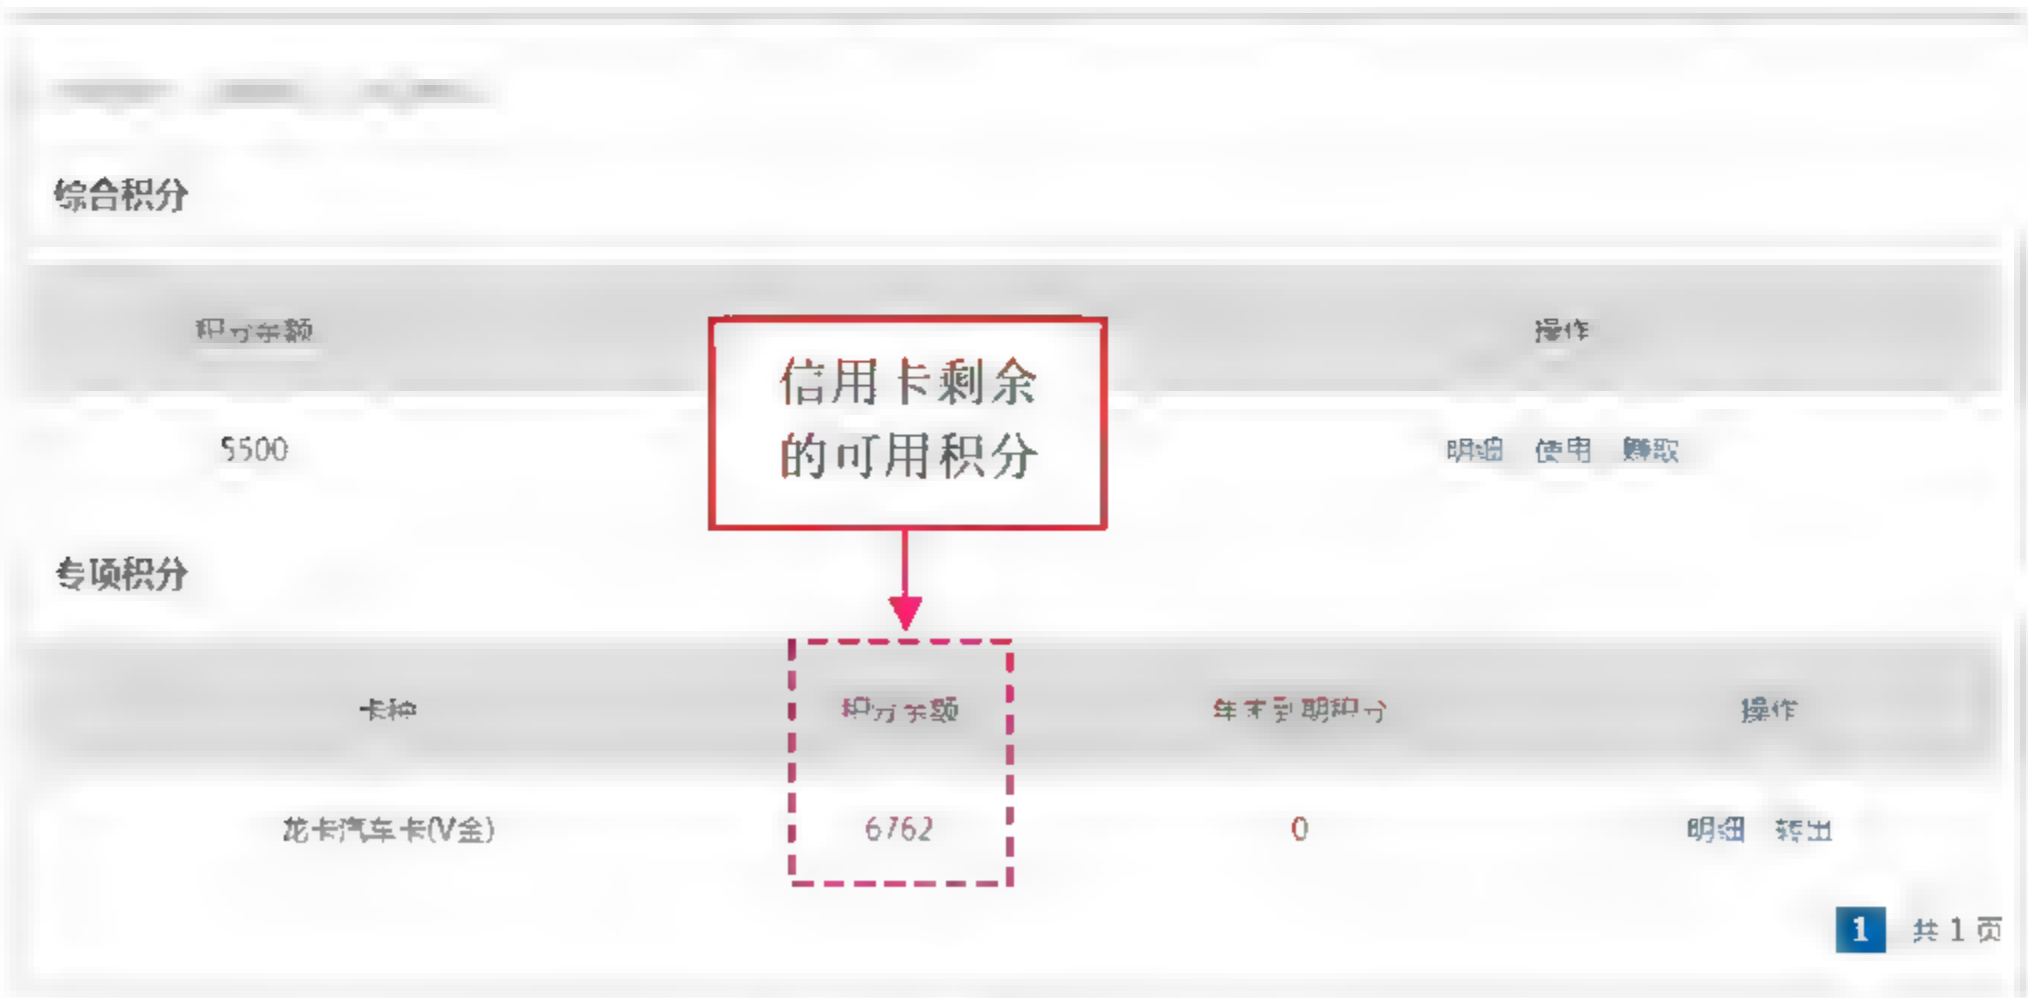 综合积分
积分余额 操作
信用卡剩余
的可用积分
5500 明细 使用 赚取
专项积分
卡种 积分余额 年末到期积分 操作
龙卡汽车卡(V金) 6762 0 明细 转出
1 共 1 页